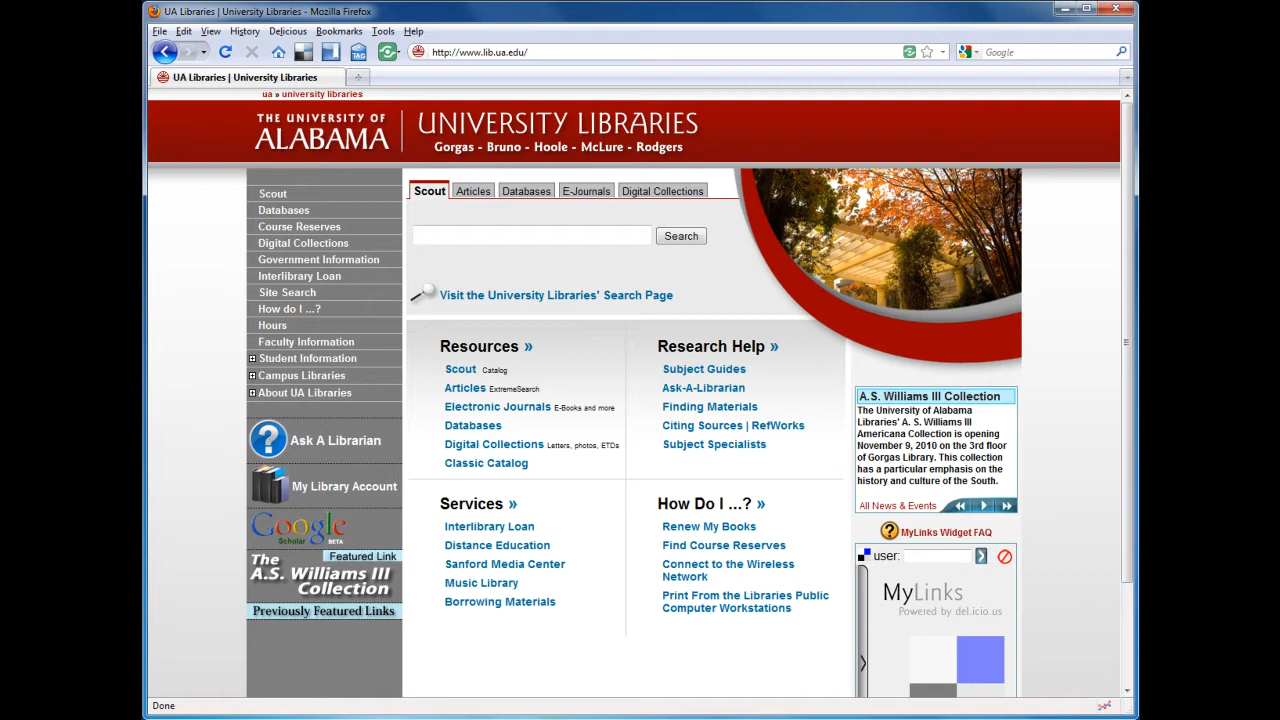 UA Libraries | University Libraries - Mozilla Firefox
File Edit View History Delicious Bookmarks Tools Help
TAG
http://www.lib.ua.edu/
Google
UA Libraries | University Libraries
ua » university libraries
THE UNIVERSITY OF
ALABAMA
UNIVERSITY LIBRARIES
Gorgas - Bruno - Hoole - McLure - Rodgers
Scout
Databases
Course Reserves
Digital Collections
Government Information
Interlibrary Loan
Site Search
How do I ...?
Hours
Faculty Information
Student Information
Campus Libraries
About UA Libraries
Ask A Librarian
My Library Account
Google
Scholar BETA
Featured Link
The
A.S. Williams III
Collection
Previously Featured Links
Scout Articles Databases E-Journals Digital Collections
Search
Visit the University Libraries' Search Page
Resources »
Scout Catalog
Articles ExtremeSearch
Electronic Journals E-Books and more
Databases
Digital Collections Letters, photos, ETDs
Classic Catalog
Research Help »
Subject Guides
Ask-A-Librarian
Finding Materials
Citing Sources | RefWorks
Subject Specialists
Services »
Interlibrary Loan
Distance Education
Sanford Media Center
Music Library
Borrowing Materials
How Do I ...? »
Renew My Books
Find Course Reserves
Connect to the Wireless
Network
Print From the Libraries Public
Computer Workstations
A.S. Williams III Collection
The University of Alabama
Libraries' A. S. Williams III
Americana Collection is opening
November 9, 2010 on the 3rd floor
of Gorgas Library. This collection
has a particular emphasis on the
history and culture of the South.
All News & Events
MyLinks Widget FAQ
user:
MyLinks
Powered by del.icio.us
Done